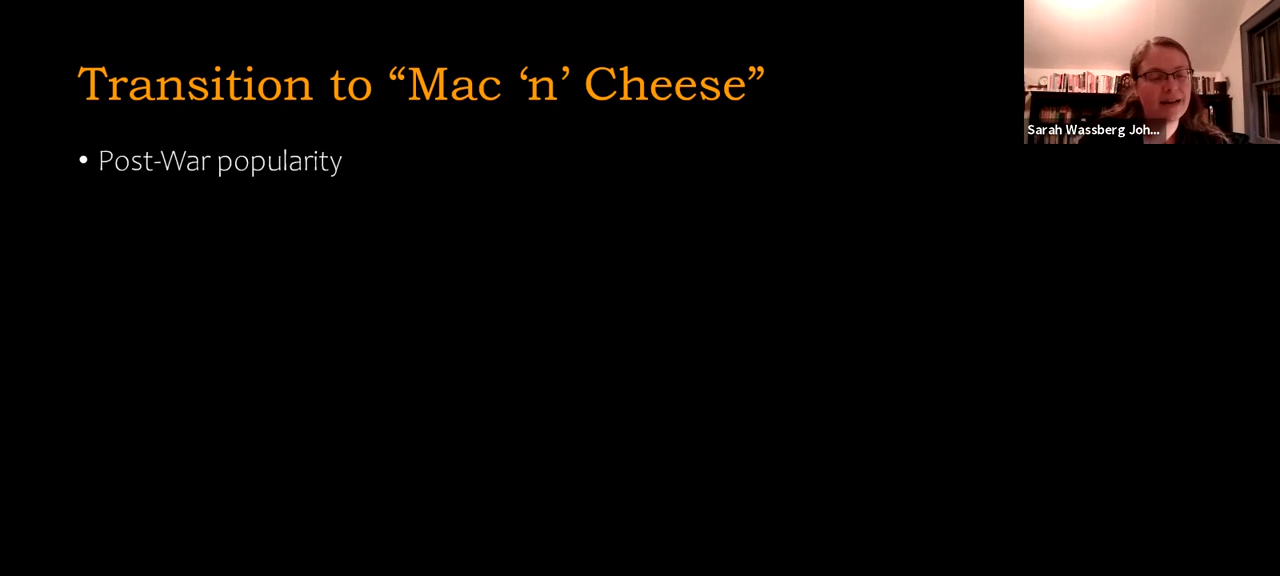 Transition to “Mac ‘n’ Cheese”
• Post-War popularity
Sarah Wassberg Joh...